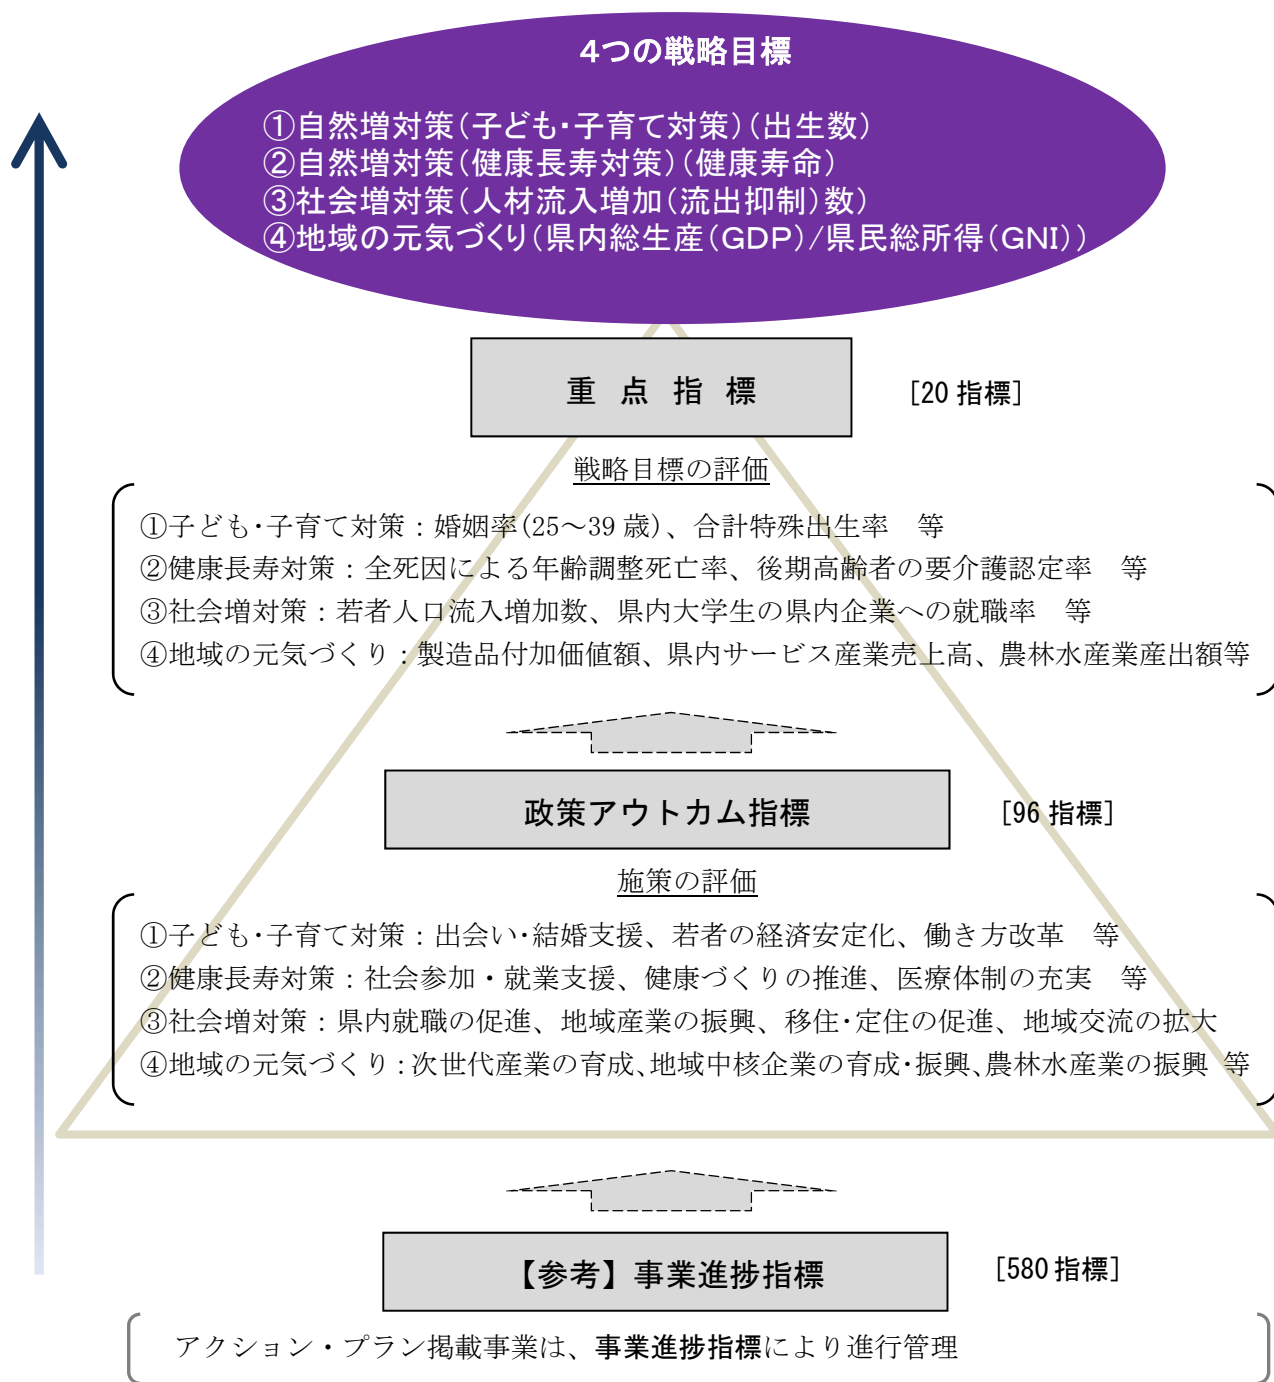 4つの戦略目標
①自然増対策(子ども・子育て対策)(出生数)
②自然増対策(健康長寿対策)(健康寿命)
③社会増対策(人材流入増加(流出抑制)数)
④地域の元気づくり(県内総生産(GDP)/県民総所得(GNI))
重点指標 [20 指標]
戦略目標の評価
①子ども・子育て対策：婚姻率(25～39 歳)、合計特殊出生率　等
②健康長寿対策：全死因による年齢調整死亡率、後期高齢者の要介護認定率　等
③社会増対策：若者人口流入増加数、県内大学生の県内企業への就職率　等
④地域の元気づくり：製造品付加価値額、県内サービス産業売上高、農林水産業産出額等
政策アウトカム指標 [96 指標]
施策の評価
①子ども・子育て対策：出会い・結婚支援、若者の経済安定化、働き方改革　等
②健康長寿対策：社会参加・就業支援、健康づくりの推進、医療体制の充実　等
③社会増対策：県内就職の促進、地域産業の振興、移住・定住の促進、地域交流の拡大
④地域の元気づくり：次世代産業の育成、地域中核企業の育成・振興、農林水産業の振興 等
【参考】事業進捗指標 [580 指標]
アクション・プラン掲載事業は、事業進捗指標により進行管理